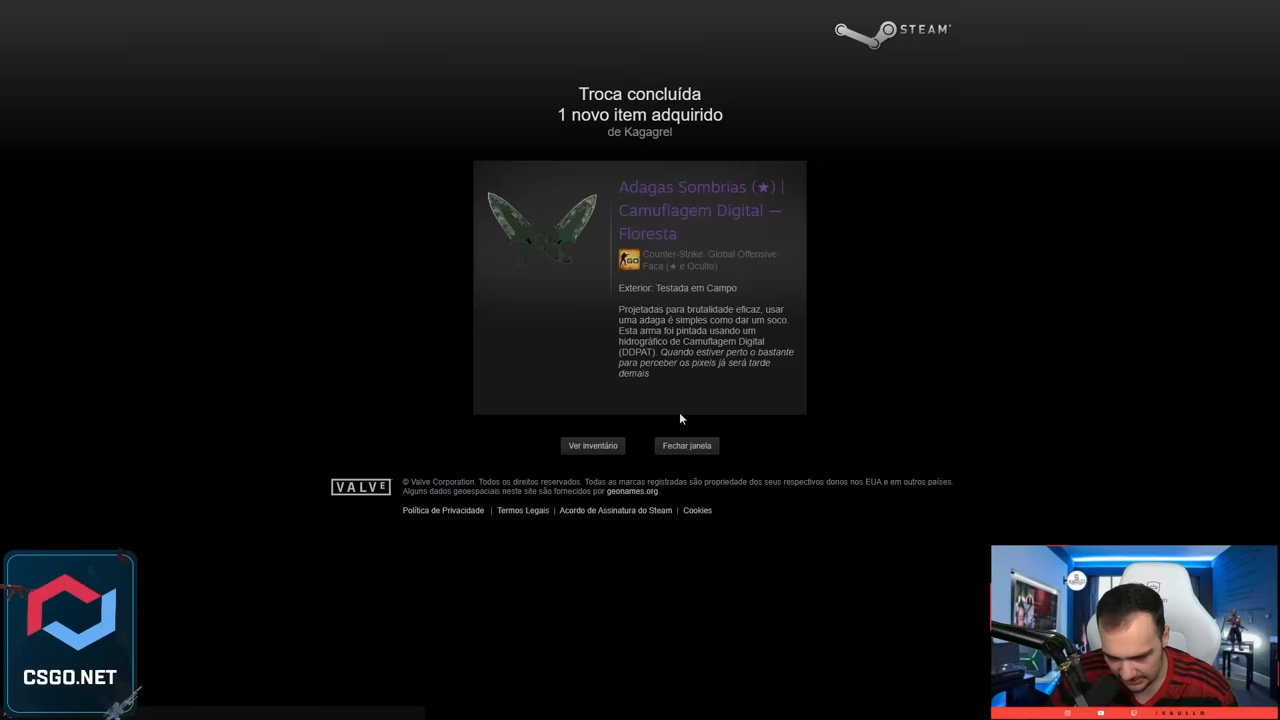 STEAM
Troca concluída
1 novo item adquirido
de Kagagrel
Adagas Sombrias (★) |
Camuflagem Digital —
Floresta
Counter-Strike: Global Offensive
Faca (★ e Oculto)
Exterior: Testada em Campo
Projetadas para brutalidade eficaz, usar
uma adaga é simples como dar um soco.
Esta arma foi pintada usando um
hidrográfico de Camuflagem Digital
(DDPAT). Quando estiver perto o bastante
para perceber os pixeis já será tarde
demais
Ver inventário
Fechar janela
VALVE
© Valve Corporation. Todos os direitos reservados. Todas as marcas registradas são propriedade dos seus respectivos donos nos EUA e em outros países.
Alguns dados geoespaciais neste site são fornecidos por geonames.org.
Política de Privacidade | Termos Legais | Acordo de Assinatura do Steam | Cookies
CSGO.NET